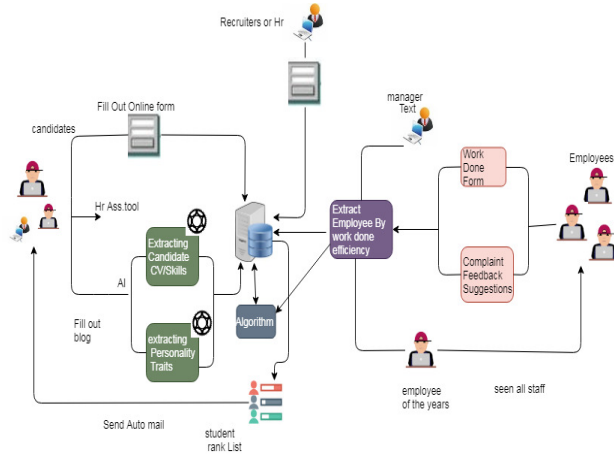 Recruiters or Hr
Fill Out Online form
candidates
Hr Ass.tool
Extracting
Candidate
CV/Skills
AI
extracting
Personality
Traits
Fill out
blog
Send Auto mail
student
rank List
Algorithm
manager
Text
Extract
Employee By
work done
efficiency
Work
Done
Form
Complaint
Feedback
Suggestions
Employees
employee
of the years
seen all staff